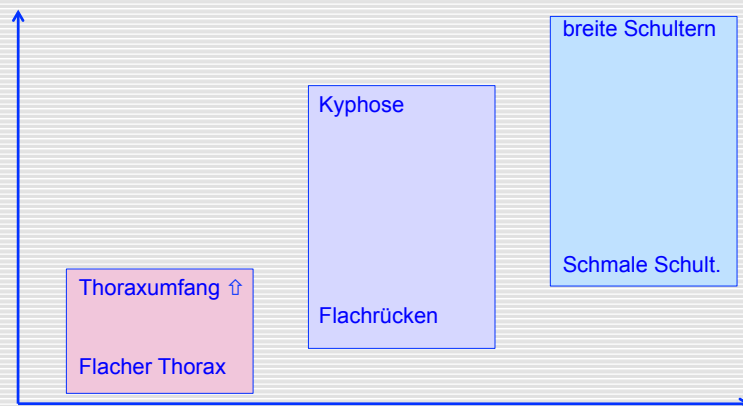 breite Schultern
Kyphose
Schmale Schult.
Thoraxumfang ⇧
Flachrücken
Flacher Thorax